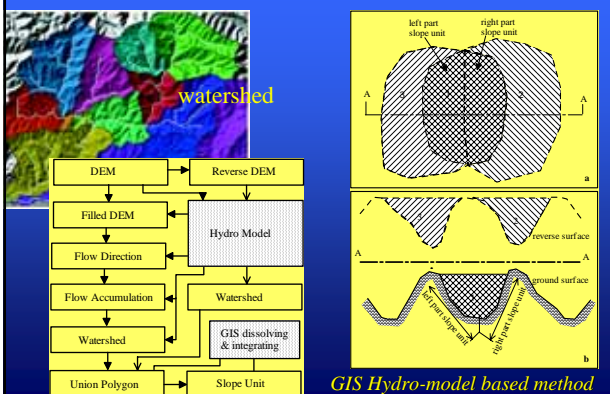 watershed
DEM
Reverse DEM
Filled DEM
Hydro Model
Flow Direction
Flow Accumulation
Watershed
Watershed
GIS dissolving
& integrating
Union Polygon
Slope Unit
left part
slope unit
right part
slope unit
A
A
3
2
a
reverse surface
A
A
ground surface
left part slope unit
right part slope unit
b
GIS Hydro-model based method